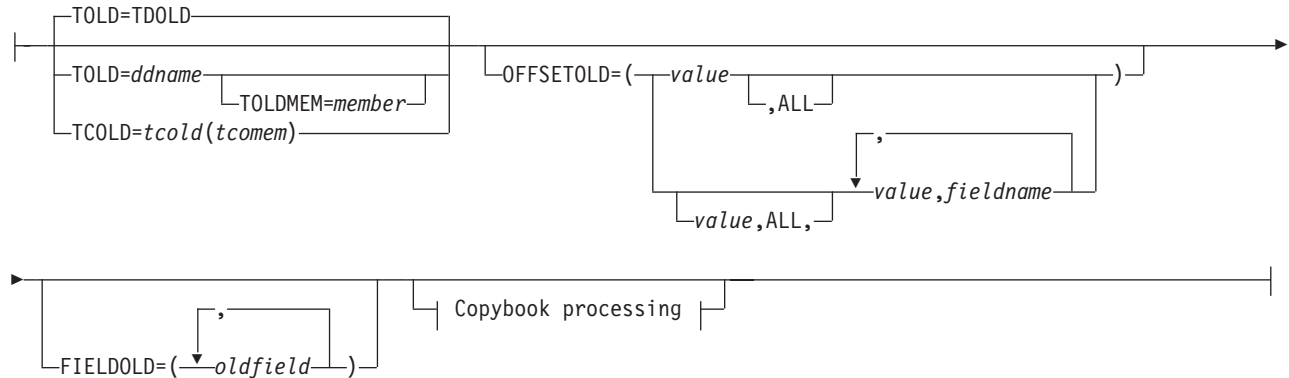 TOLD=TDOLD
TOLD=ddname
TOLDMEM=member
TCOLD=tcold(tcomem)
OFFSETOLD=( value ,ALL )
,
value,ALL, value,fieldname
,
FIELDOLD=( oldfield )
Copybook processing